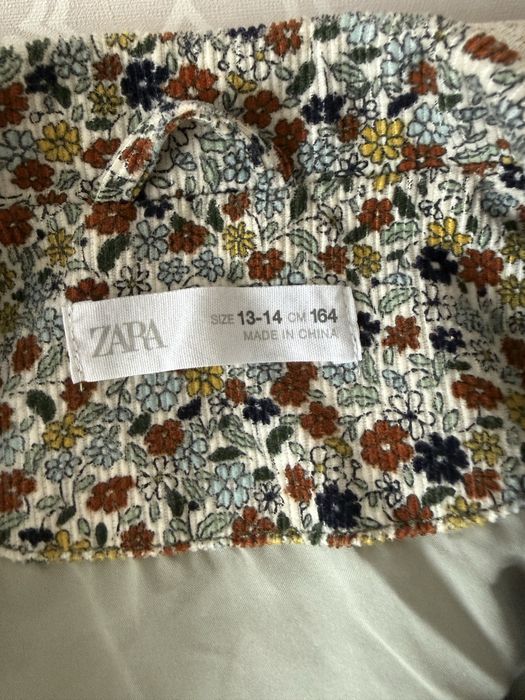 ZARA
SIZE 13-14 CM 164
MADE IN CHINA